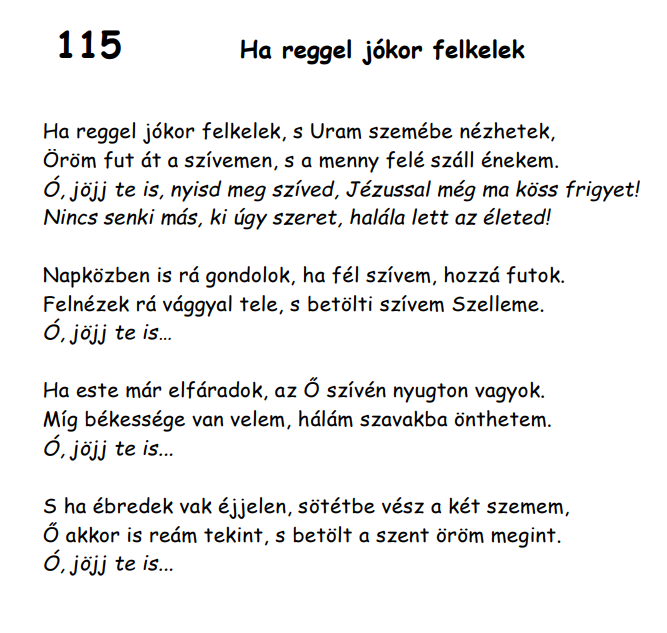 115 Ha reggel jókor felkelek
Ha reggel jókor felkelek, s Uram szemébe nézhetek,
Öröm fut át a szívemen, s a menny felé száll énekem.
Ó, jöjj te is, nyisd meg szíved, Jézussal még ma köss frigyet!
Nincs senki más, ki úgy szeret, halála lett az életed!
Napközben is rá gondolok, ha fél szívem, hozzá futok.
Felnézek rá vággyal tele, s betölti szívem Szelleme.
Ó, jöjj te is…
Ha este már elfáradok, az Ő szívén nyugton vagyok.
Míg békessége van velem, hálám szavakba önthetem.
Ó, jöjj te is...
S ha ébredek vak éjjelen, sötétbe vész a két szemem,
Ő akkor is reám tekint, s betölt a szent öröm megint.
Ó, jöjj te is...